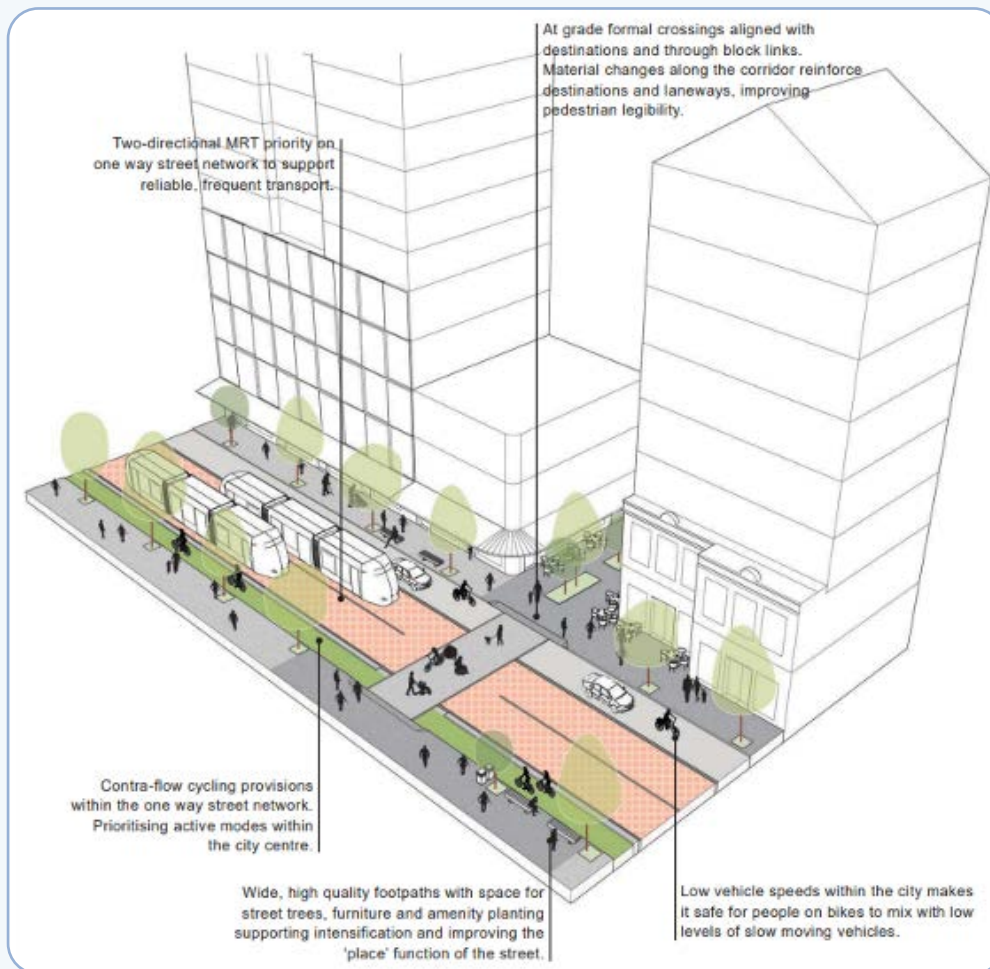 At grade formal crossings aligned with
destinations and through block links.
Material changes along the corridor reinforce
destinations and laneways, improving
pedestrian legibility.
Two-directional MRT priority on
one way street network to support
reliable, frequent transport.
Contra-flow cycling provisions
within the one way street network.
Prioritising active modes within
the city centre.
Wide, high quality footpaths with space for
street trees, furniture and amenity planting
supporting intensification and improving the
'place' function of the street.
Low vehicle speeds within the city makes
it safe for people on bikes to mix with low
levels of slow moving vehicles.